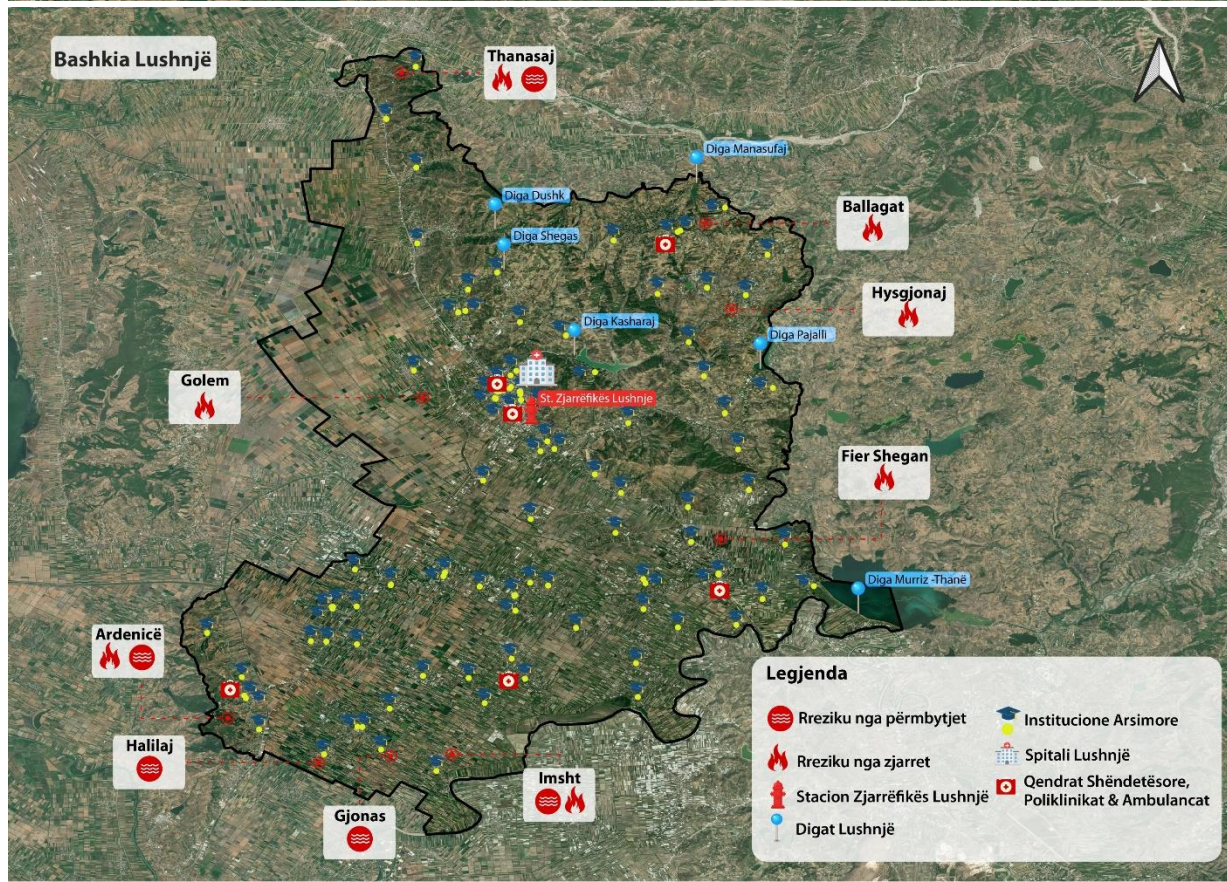 Bashkia Lushnjë
Thanasaj
Diga Manasufaj
Diga Dushk
Ballagat
Diga Shegas
Hysgjonaj
Diga Kasharaj
Diga Pajalli
Golem
St. Zjarrëfikës Lushnje
Fier Shegan
Diga Murriz -Thanë
Ardenicë
Halilaj
Gjonas
Imsht
Legjenda
Rreziku nga përmbytjet
Rreziku nga zjarret
Stacion Zjarrëfikës Lushnjë
Digat Lushnjë
Institucione Arsimore
Spitali Lushnjë
Qendrat Shëndetësore,
Poliklinikat & Ambulancat